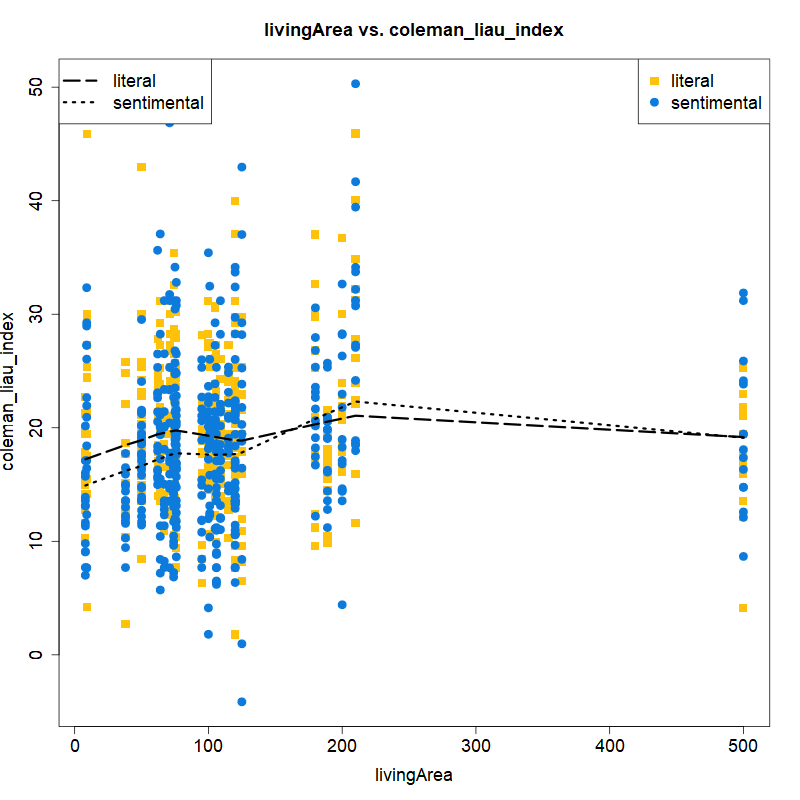 livingArea vs. coleman_liau_index
literal
sentimental
literal
sentimental
coleman_liau_index
50
40
30
20
10
0
0 100 200 300 400 500
livingArea